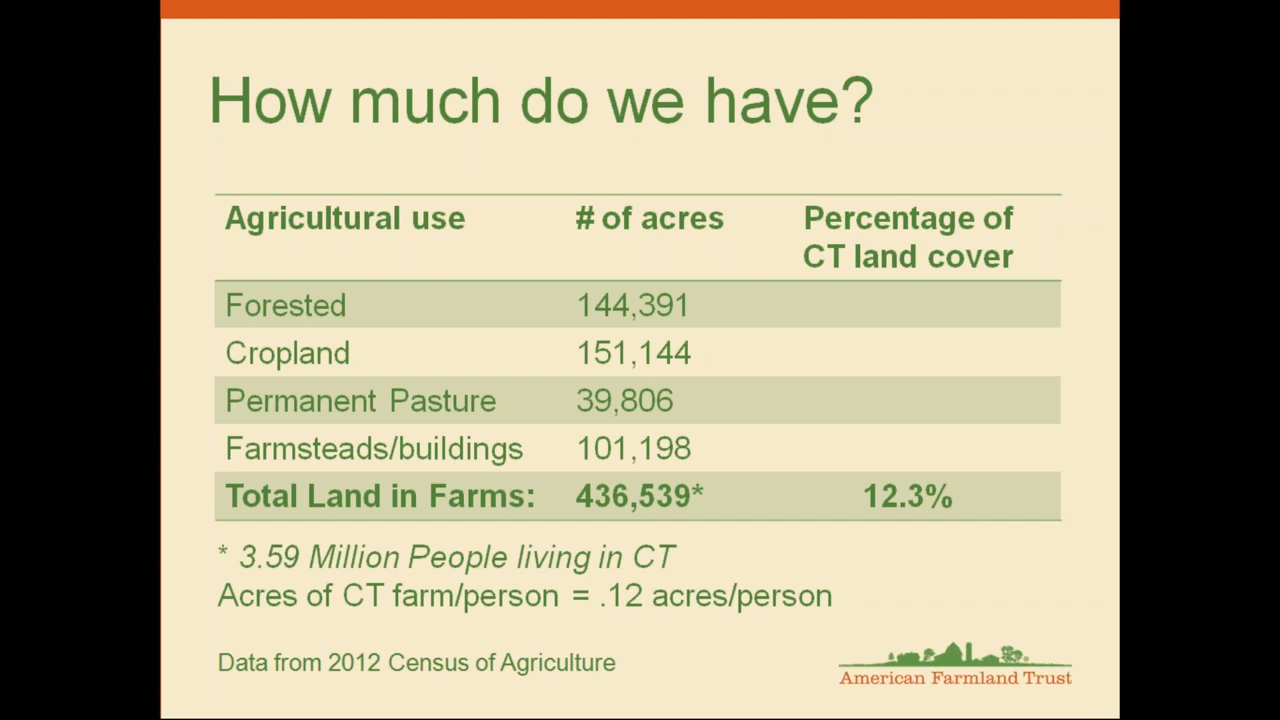 How much do we have?
Agricultural use # of acres Percentage of
CT land cover
Forested 144,391
Cropland 151,144
Permanent Pasture 39,806
Farmsteads/buildings 101,198
Total Land in Farms: 436,539* 12.3%
* 3.59 Million People living in CT
Acres of CT farm/person = .12 acres/person
Data from 2012 Census of Agriculture
American Farmland Trust